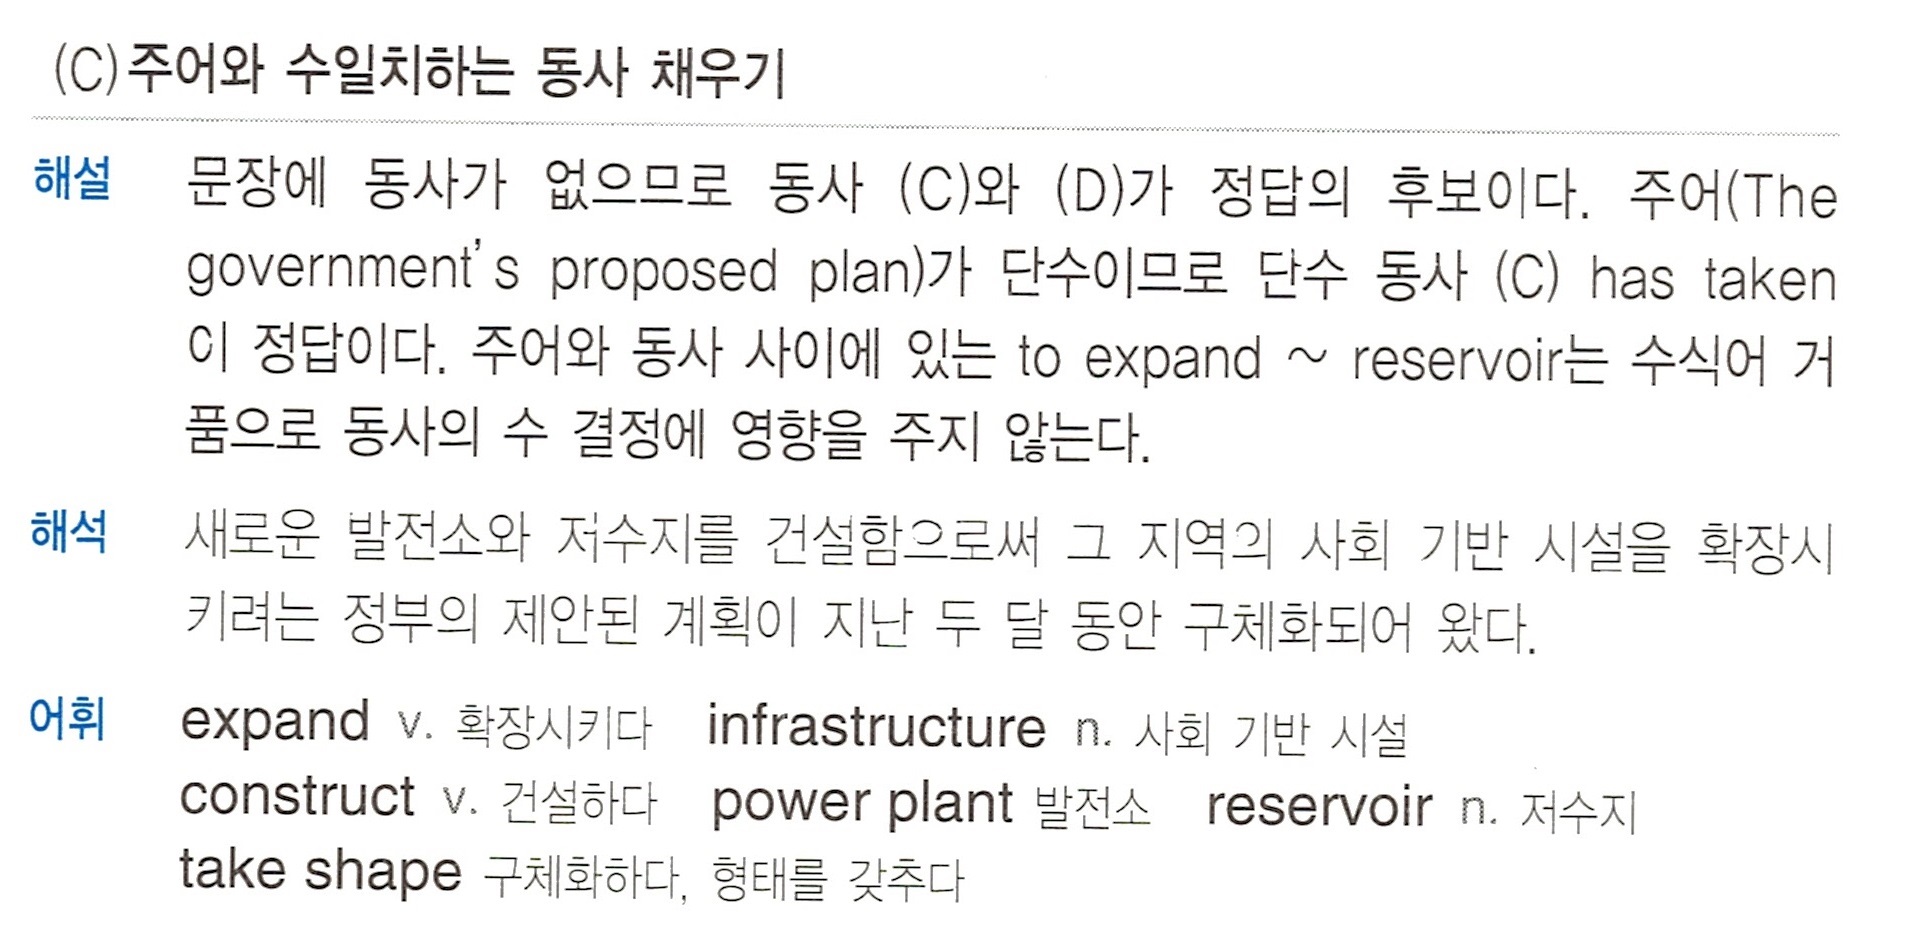 (C) 주어와 수일치하는 동사 채우기
해설 문장에 동사가 없으므로 동사 (C)와 (D)가 정답의 후보이다. 주어(The
government's proposed plan)가 단수이므로 단수 동사 (C) has taken
이 정답이다. 주어와 동사 사이에 있는 to expand ~ reservoir는 수식어 거
품으로 동사의 수 결정에 영향을 주지 않는다.
해석 새로운 발전소와 저수지를 건설함으로써 그 지역의 사회 기반 시설을 확장시
키려는 정부의 제안된 계획이 지난 두 달 동안 구체화되어 왔다.
어휘 expand v. 확장시키다 infrastructure n. 사회 기반 시설
construct v. 건설하다 power plant 발전소 reservoir n. 저수지
take shape 구체화하다, 형태를 갖추다